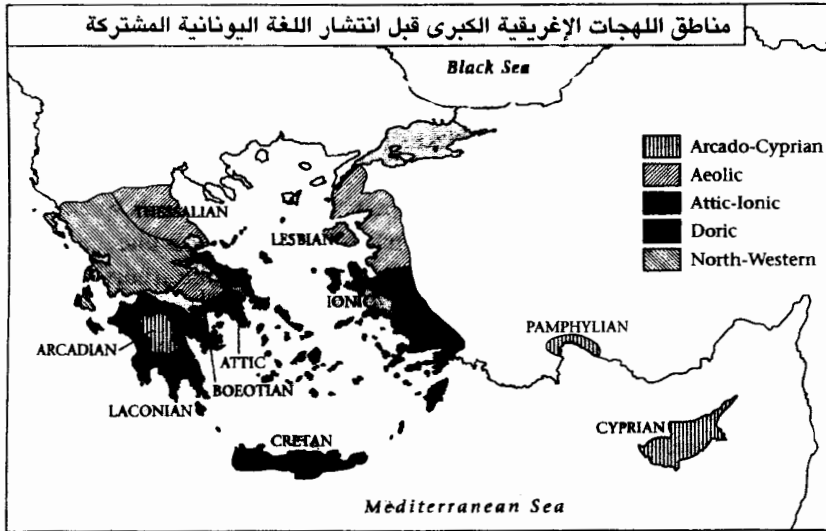 مناطق اللهجات الإغريقية الكبرى قبل انتشار اللغة اليونانية المشتركة
Black Sea
Arcado-Cyprian
Aeolic
Attic-Ionic
Doric
North-Western
THESSALIAN
LESBIAN
IONIC
PAMPHYLIAN
ARCADIAN
ATTIC
BOEOTIAN
LACONIAN
CYPRIAN
CRETAN
Mediterranean Sea